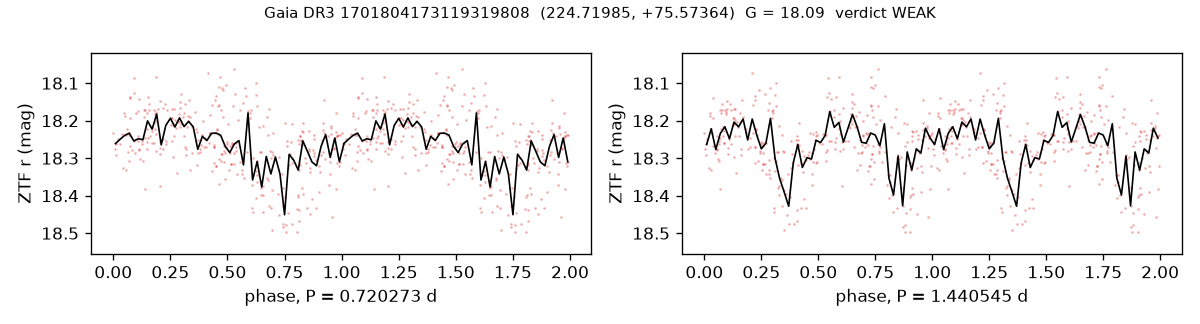 Gaia DR3 1701804173119319808  (224.71985, +75.57364)  G = 18.09  verdict WEAK
ZTF r (mag)
18.1
18.2
18.3
18.4
18.5
0.00 0.25 0.50 0.75 1.00 1.25 1.50 1.75 2.00
phase, P = 0.720273 d
ZTF r (mag)
18.1
18.2
18.3
18.4
18.5
0.00 0.25 0.50 0.75 1.00 1.25 1.50 1.75 2.00
phase, P = 1.440545 d